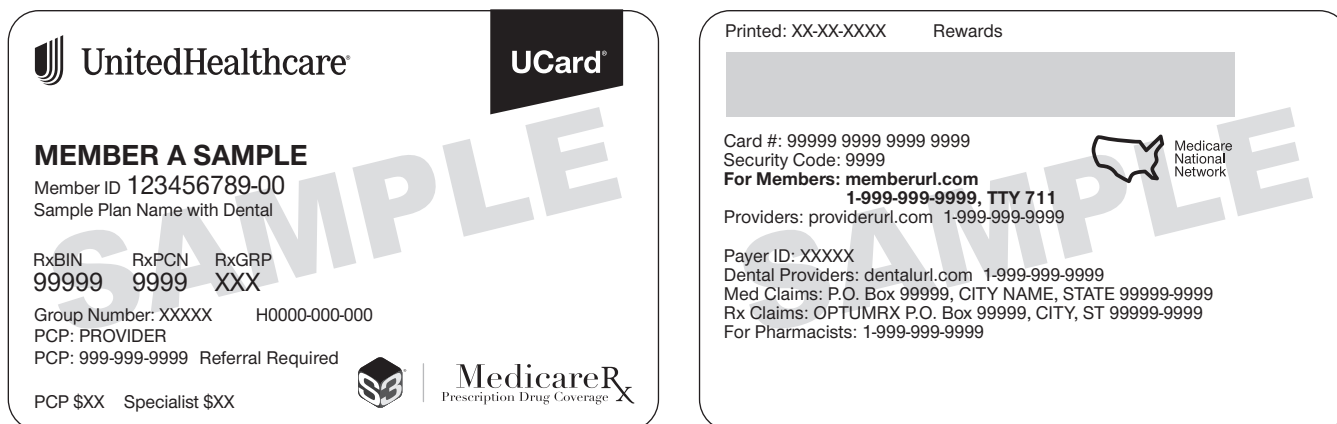 UnitedHealthcare®
UCard®
MEMBER A SAMPLE
Member ID 123456789-00
Sample Plan Name with Dental
RxBIN RxPCN RxGRP
99999 9999 XXX
Group Number: XXXXX H0000-000-000
PCP: PROVIDER
PCP: 999-999-9999 Referral Required
PCP $XX Specialist $XX
S3®
MedicareRx
Prescription Drug Coverage
SAMPLE
Printed: XX-XX-XXXX Rewards
Card #: 99999 9999 9999 9999
Security Code: 9999
For Members: memberurl.com
1-999-999-9999, TTY 711
Providers: providerurl.com 1-999-999-9999
Medicare
National
Network
Payer ID: XXXXX
Dental Providers: dentalurl.com 1-999-999-9999
Med Claims: P.O. Box 99999, CITY NAME, STATE 99999-9999
Rx Claims: OPTUMRX P.O. Box 99999, CITY, ST 99999-9999
For Pharmacists: 1-999-999-9999
SAMPLE